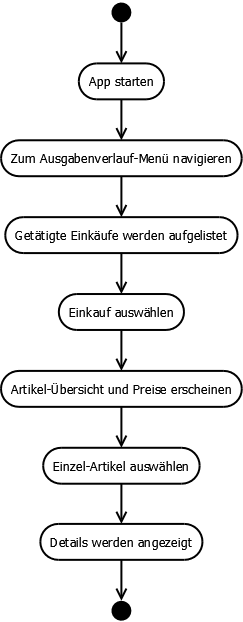 App starten
Zum Ausgabenverlauf-Menü navigieren
Getätigte Einkäufe werden aufgelistet
Einkauf auswählen
Artikel-Übersicht und Preise erscheinen
Einzel-Artikel auswählen
Details werden angezeigt